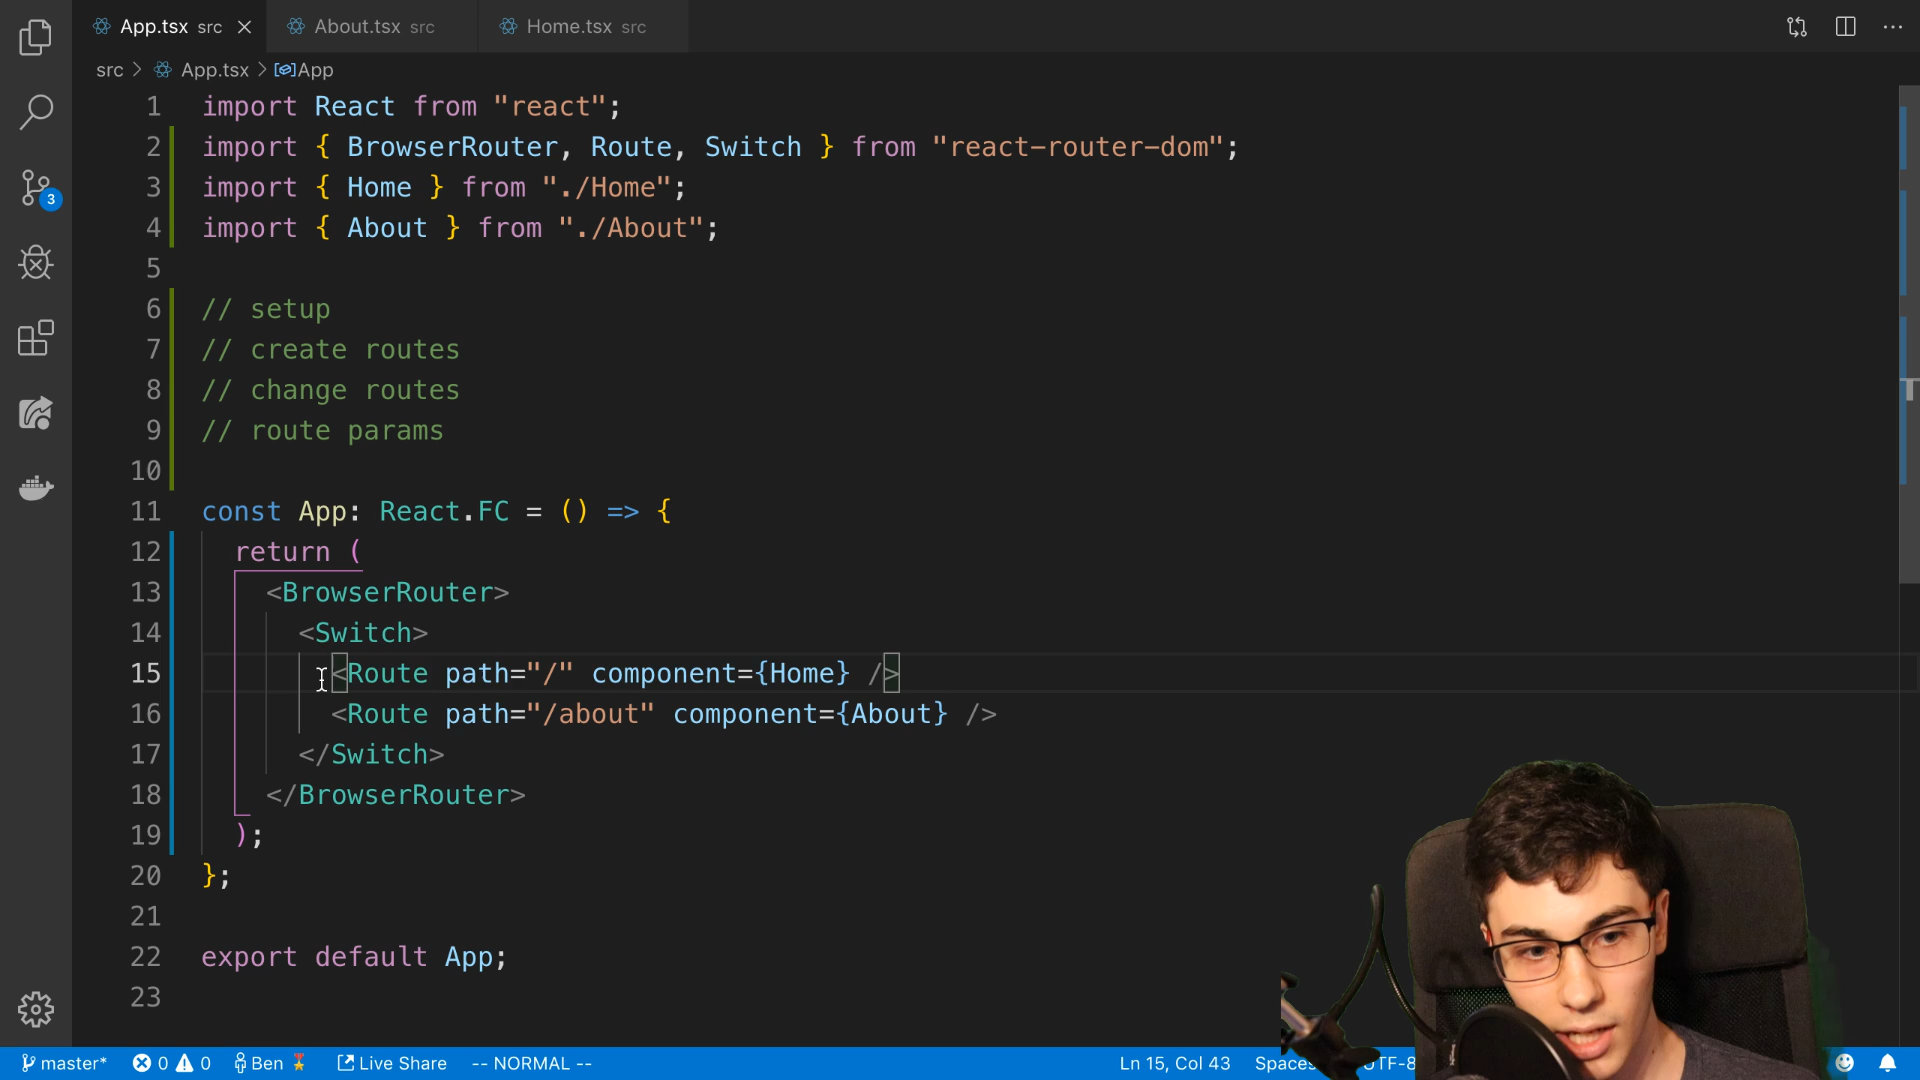 App.tsx src
About.tsx src
Home.tsx src
src > App.tsx > App
1 import React from "react";
2 import { BrowserRouter, Route, Switch } from "react-router-dom";
3 import { Home } from "./Home";
4 import { About } from "./About";
5
6 // setup
7 // create routes
8 // change routes
9 // route params
10
11 const App: React.FC = () => {
12 return (
13 <BrowserRouter>
14 <Switch>
15 <Route path="/" component={Home} />
16 <Route path="/about" component={About} />
17 </Switch>
18 </BrowserRouter>
19 );
20 };
21
22 export default App;
23
3
master* 0 0 Ben Live Share -- NORMAL -- Ln 15, Col 43 Spaces UTF-8